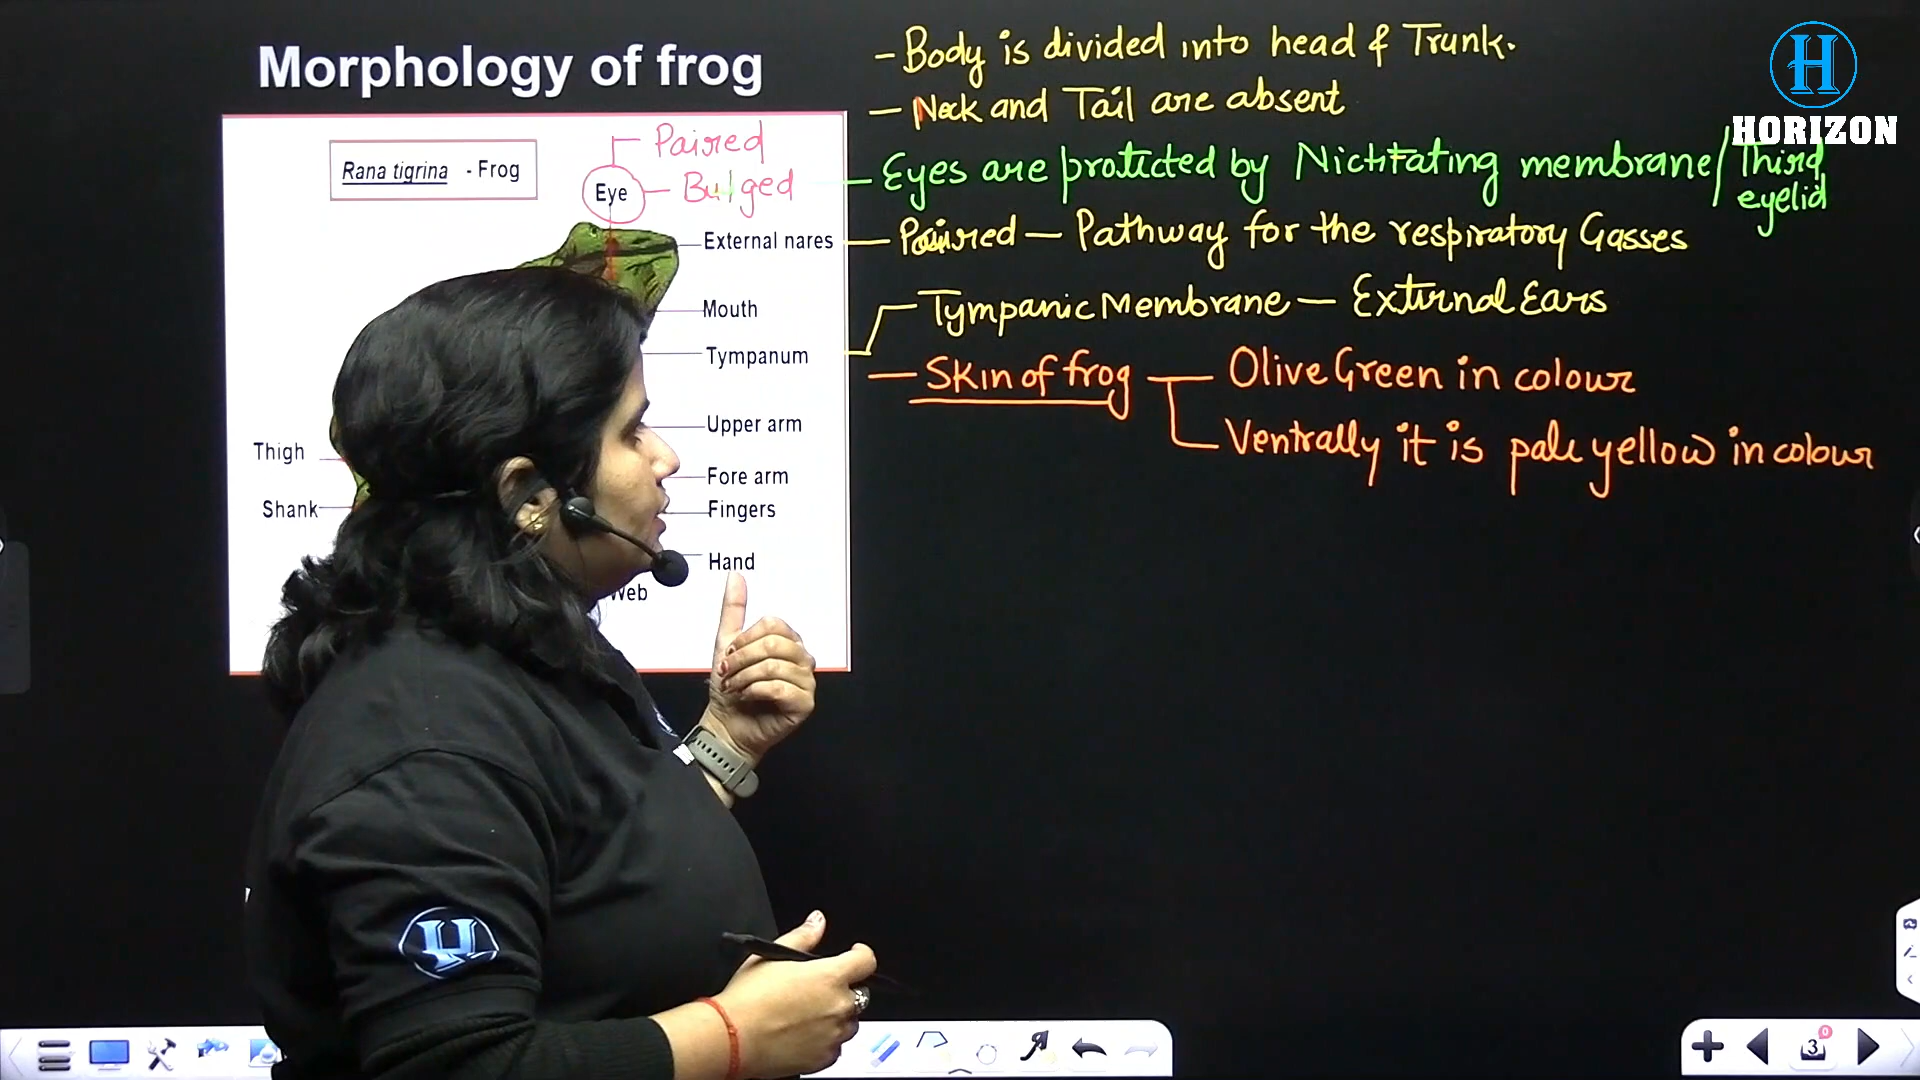 Morphology of frog
Rana tigrina - Frog
Paired
Eye
Bulged
External nares
Mouth
Tympanum
Upper arm
Fore arm
Fingers
Hand
Web
Thigh
Shank
- Body is divided into head & Trunk.
- Neck and Tail are absent
- Eyes are protected by Nictitating membrane/Third eyelid
- Paired - Pathway for the respiratory Gasses
Tympanic Membrane - External Ears
- Skin of frog - Olive Green in colour
- Ventrally it is pale yellow in colour
H
HORIZON
H
3
0